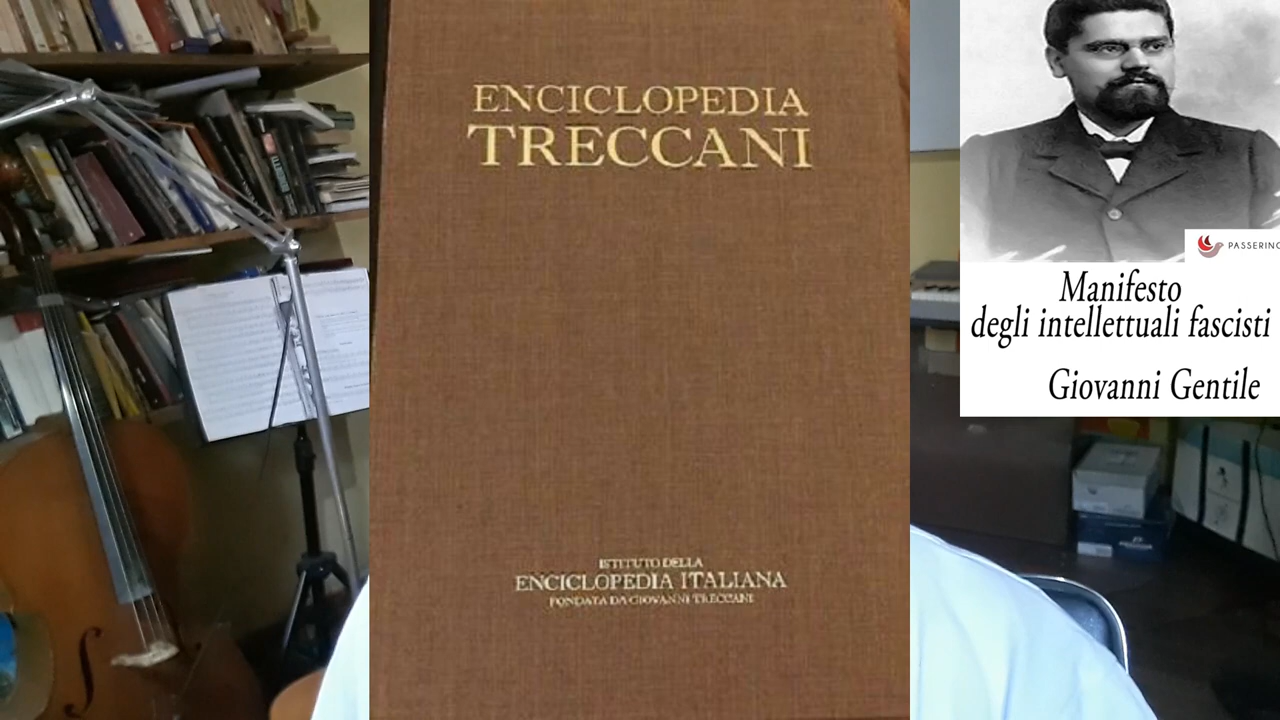 ENCICLOPEDIA
TRECCANI
ISTITUTO DELLA
ENCICLOPEDIA ITALIANA
FONDATA DA GIOVANNI TRECCANI
PASSERINO
Manifesto
degli intellettuali fascisti
Giovanni Gentile